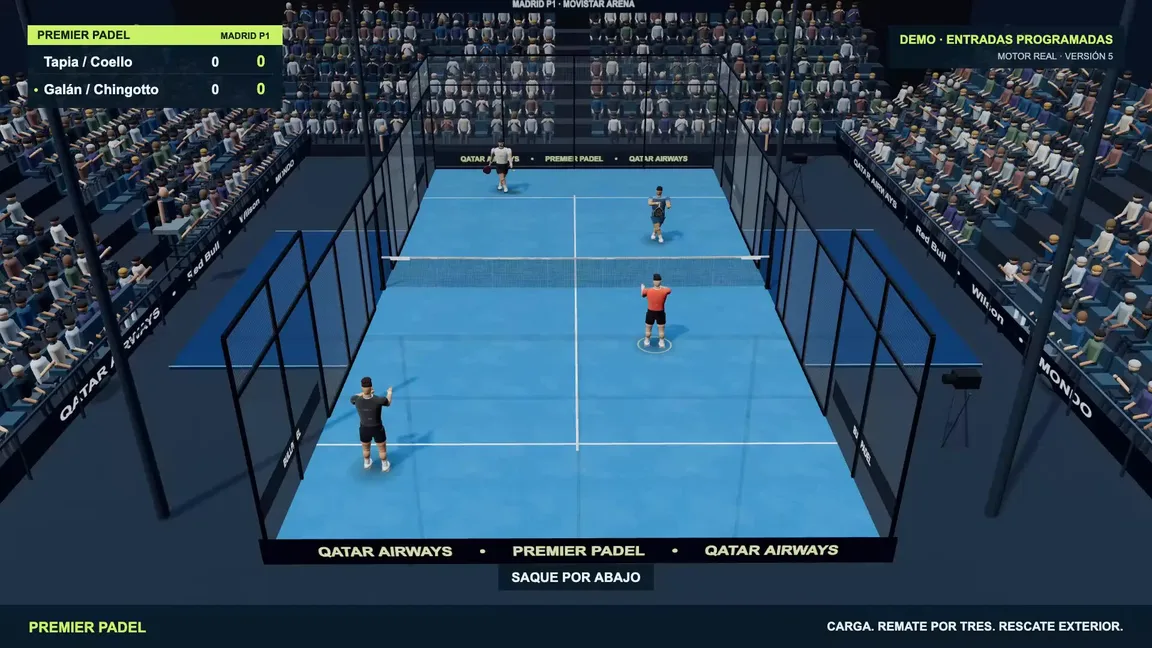 MADRID P1 · MOVISTAR ARENA
PREMIER PADEL MADRID P1
Tapia / Coello 0 0
• Galán / Chingotto 0 0
DEMO · ENTRADAS PROGRAMADAS
MOTOR REAL · VERSIÓN 5
QATAR AIRWAYS • PREMIER PADEL • QATAR AIRWAYS
MONDO
Wilson
Red Bull
QATAR AIRWAYS
QATAR AIRWAYS
Red Bull
Wilson
MONDO
PADEL
QATAR AIRWAYS • PREMIER PADEL • QATAR AIRWAYS
SAQUE POR ABAJO
PREMIER PADEL
CARGA. REMATE POR TRES. RESCATE EXTERIOR.